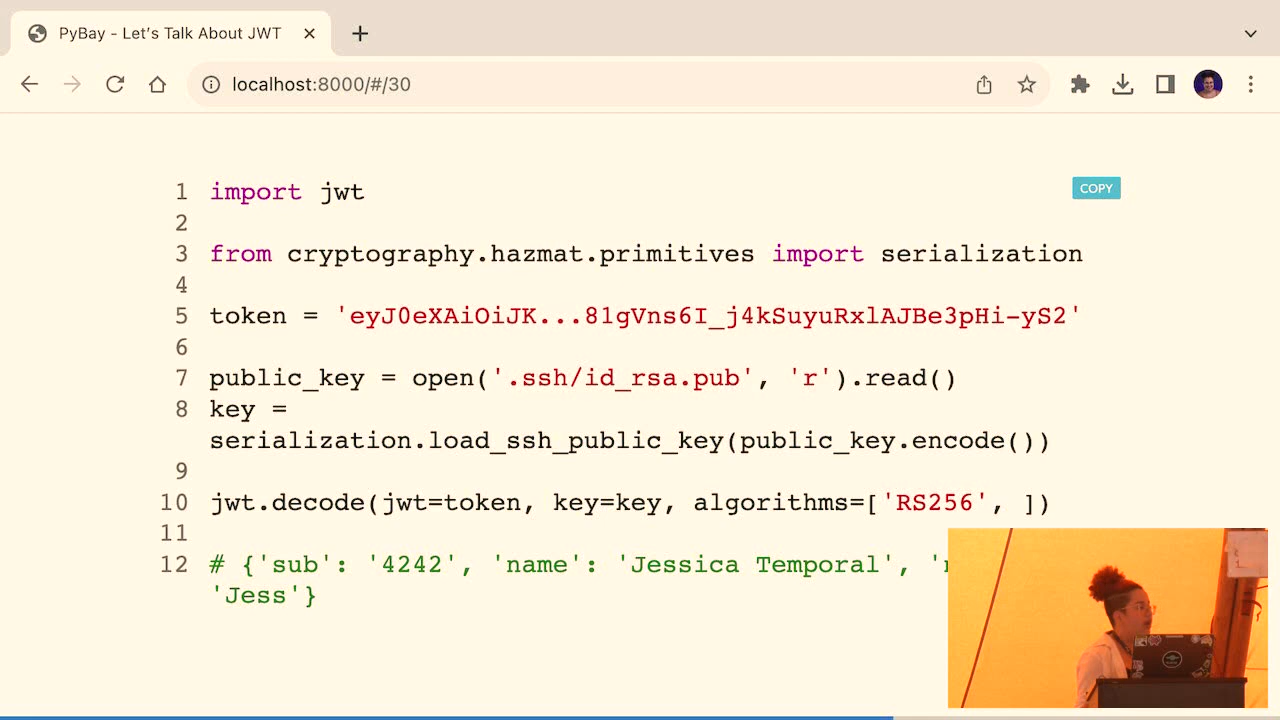 PyBay - Let's Talk About JWT
localhost:8000/#/30
COPY
1 import jwt
2
3 from cryptography.hazmat.primitives import serialization
4
5 token = 'eyJ0eXAiOiJK...81gVns6I_j4kSuyuRxlAJBe3pHi-yS2'
6
7 public_key = open('.ssh/id_rsa.pub', 'r').read()
8 key =
serialization.load_ssh_public_key(public_key.encode())
9
10 jwt.decode(jwt=token, key=key, algorithms=['RS256', ])
11
12 # {'sub': '4242', 'name': 'Jessica Temporal', '
'Jess'}